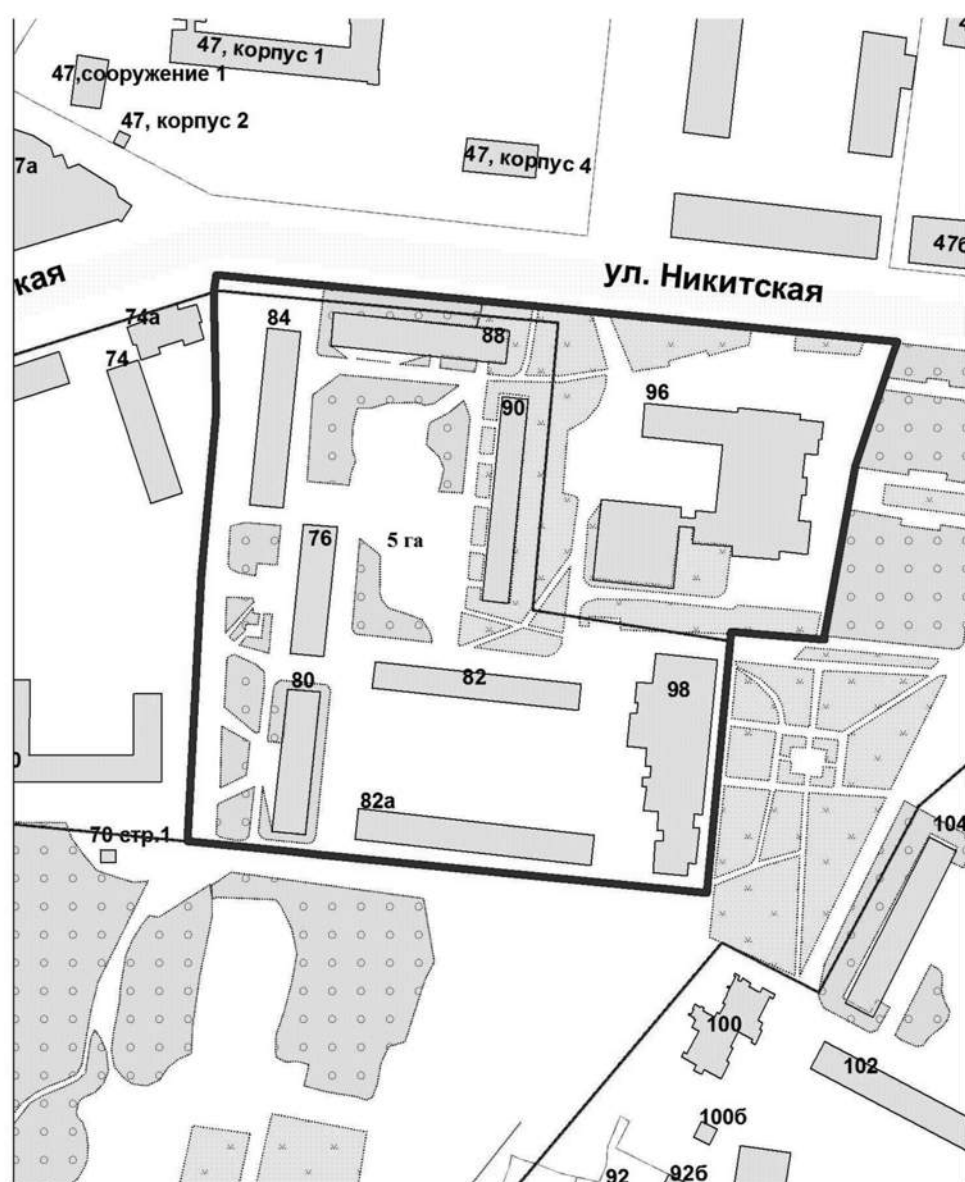 47, корпус 1
47,сооружение 1
47, корпус 2
47, корпус 4
7а
47б
кая
ул. Никитская
74а
84
88
74
96
90
76
5 га
80
82
98
82а
70 стр.1
104
100
102
100б
92
92б